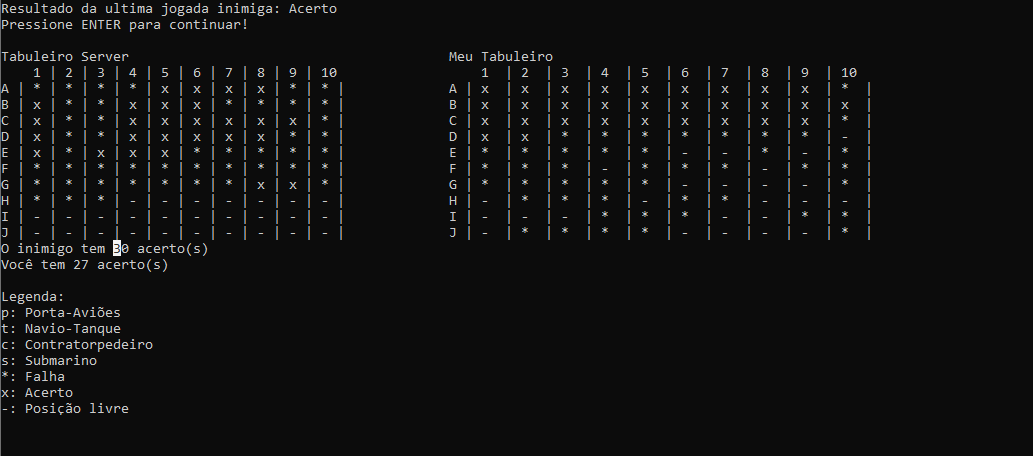 Resultado da ultima jogada inimiga: Acerto
Pressione ENTER para continuar!
Tabuleiro Server                                        Meu Tabuleiro
    1 | 2 | 3 | 4 | 5 | 6 | 7 | 8 | 9 | 10                  1  | 2  | 3  | 4  | 5  | 6  | 7  | 8  | 9  | 10
A | * | * | * | * | x | x | x | x | * | * |             A | x  | x  | x  | x  | x  | x  | x  | x  | x  | *  |
B | x | * | * | x | x | x | * | * | * | * |             B | x  | x  | x  | x  | x  | x  | x  | x  | x  | x  |
C | x | * | * | x | x | x | x | x | x | * |             C | x  | x  | x  | x  | x  | x  | x  | x  | x  | *  |
D | x | * | * | x | x | x | x | x | * | * |             D | x  | x  | *  | *  | *  | *  | *  | *  | *  | -  |
E | x | * | x | x | x | * | * | * | * | * |             E | *  | *  | *  | *  | *  | -  | -  | *  | -  | *  |
F | * | * | * | * | * | * | * | * | * | * |             F | *  | *  | *  | -  | *  | *  | *  | -  | *  | *  |
G | * | * | * | * | * | * | * | x | x | * |             G | *  | *  | *  | *  | *  | -  | -  | -  | -  | *  |
H | * | * | * | - | - | - | - | - | - | - |             H | -  | *  | *  | *  | -  | *  | *  | -  | -  | *  |
I | - | - | - | - | - | - | - | - | - | - |             I | -  | -  | -  | *  | *  | *  | -  | -  | *  | *  |
J | - | - | - | - | - | - | - | - | - | - |             J | -  | *  | *  | *  | *  | -  | -  | -  | -  | *  |
O inimigo tem 30 acerto(s)
Você tem 27 acerto(s)
Legenda:
p: Porta-Aviões
t: Navio-Tanque
c: Contratorpedeiro
s: Submarino
*: Falha
x: Acerto
-: Posição livre